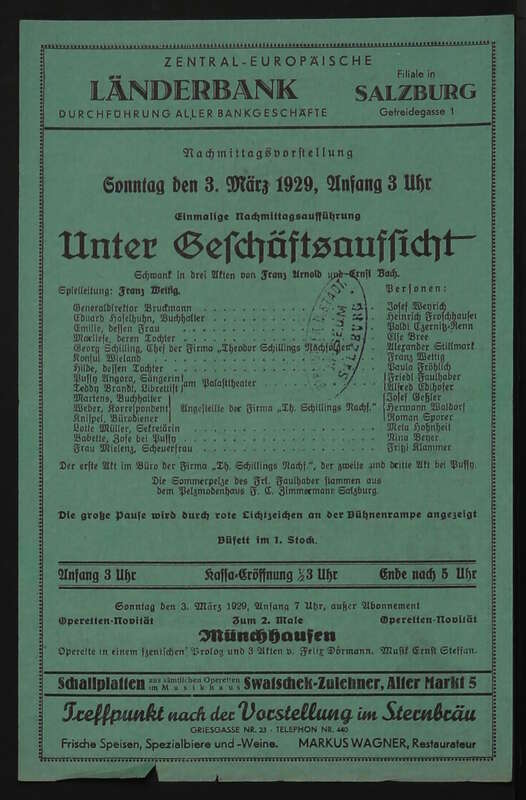 ZENTRAL-EUROPÄISCHE
LÄNDERBANK
Filiale in
SALZBURG
DURCHFÜHRUNG ALLER BANKGESCHÄFTE
Getreidegasse 1
Nachmittagsvorstellung
Sonntag den 3. März 1929, Anfang 3 Uhr
Einmalige Nachmittagsaufführung
Unter Geschäftsaufsicht
Schwank in drei Akten von Franz Arnold und Ernst Bach.
Spielleitung: Franz Wettig.
Personen:
Generaldirektor Bruckmann Josef Weyrich
Eduard Haselhuhn, Buchhalter Heinrich Froschhauser
Emilie, dessen Frau Poldi Czernitz-Renn
Marliese, deren Tochter Else Bree
Georg Schilling, Chef der Firma „Theodor Schillings Nachfolger" Alexander Stillmark
Konsul Wieland Franz Wettig
Hilde, dessen Tochter Paula Fröhlich
Puffy Angora, Sängerin Friedl Faulhaber
am Palasttheater
Teddy Brandt, Librettist Alfred Edlhofer
Martens, Buchhalter Josef Geßler
Weber, Korrespondent Angestellte der Firma „Th. Schillings Nachf." Hermann Waldorf
Knispel, Bürodiener Roman Sporer
Lotte Müller, Sekretärin Mela Hohnheit
Babette, Zofe bei Puffy Nina Beyer
Frau Mielenz, Scheuerfrau Fritzi Klammer
Der erste Akt im Büro der Firma „Th. Schillings Nachf.", der zweite und dritte Akt bei Puffy.
Die Sommerpelze des Frl. Faulhaber stammen aus
dem Pelzmodenhaus F. C. Zimmermann Salzburg.
Die große Pause wird durch rote Lichtzeichen an der Bühnenrampe angezeigt
Büfett im 1. Stock.
Anfang 3 Uhr Kassa-Eröffnung ½3 Uhr Ende nach 5 Uhr
Sonntag den 3. März 1929, Anfang 7 Uhr, außer Abonnement
Operetten-Novität Zum 2. Male Operetten-Novität
Münchhausen
Operette in einem szenischen Prolog und 3 Akten v. Felix Dörmann. Musik Ernst Steffan.
Schallplatten aus sämtlichen Operetten im Musikhaus Swatschek-Zulehner, Alter Markt 5
Treffpunkt nach der Vorstellung im Sternbräu
GRIESGASSE NR. 23 - TELEPHON NR. 440
Frische Speisen, Spezialbiere und -Weine. MARKUS WAGNER, Restaurateur